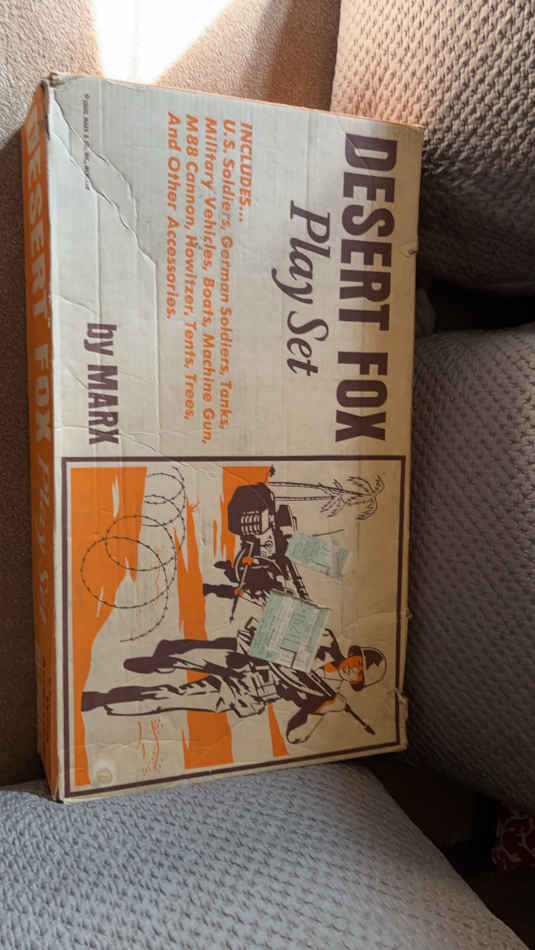 DESERT FOX
Play Set
INCLUDES...
U.S. Soldiers, German Soldiers, Tanks,
Military Vehicles, Boats, Machine Gun,
M88 Cannon, Howitzer, Tents, Trees,
And Other Accessories.
by MARX
DESERT FOX Play Set